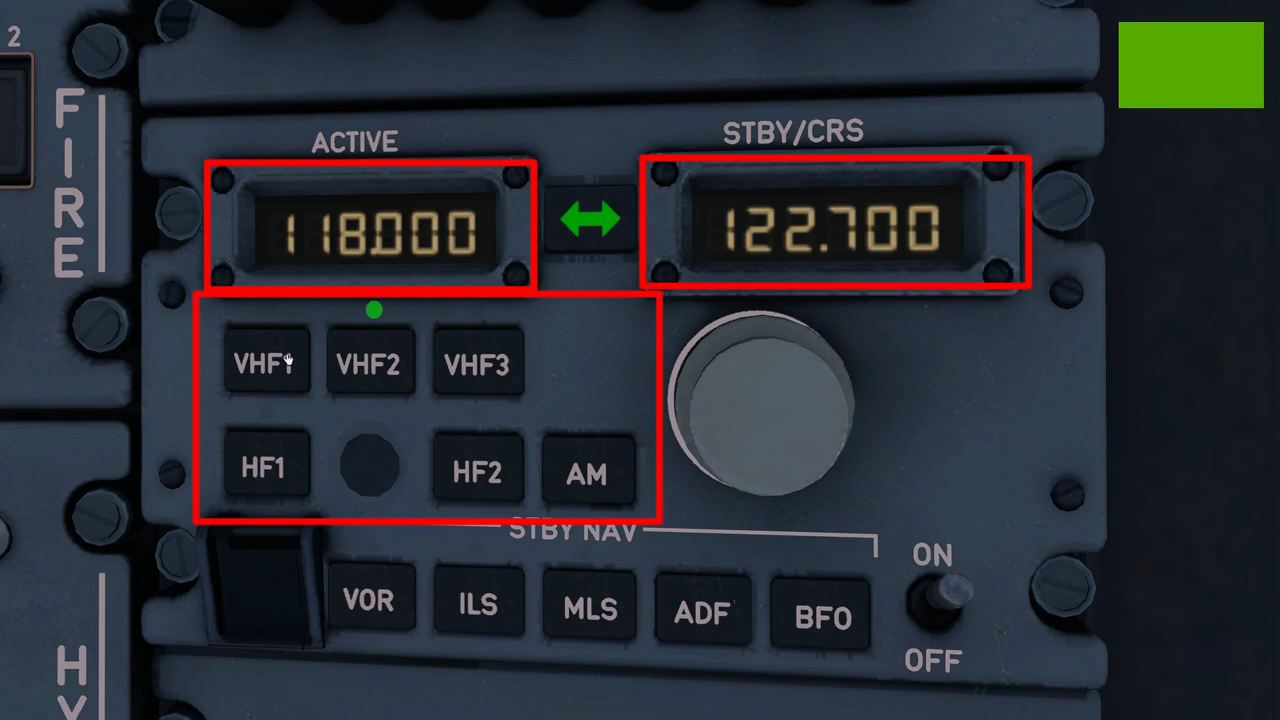 2
FIRE
ACTIVE
STBY/CRS
118.000
122.700
VHF1
VHF2
VHF3
HF1
HF2
AM
STBY NAV
VOR
ILS
MLS
ADF
BFO
ON
OFF
HY